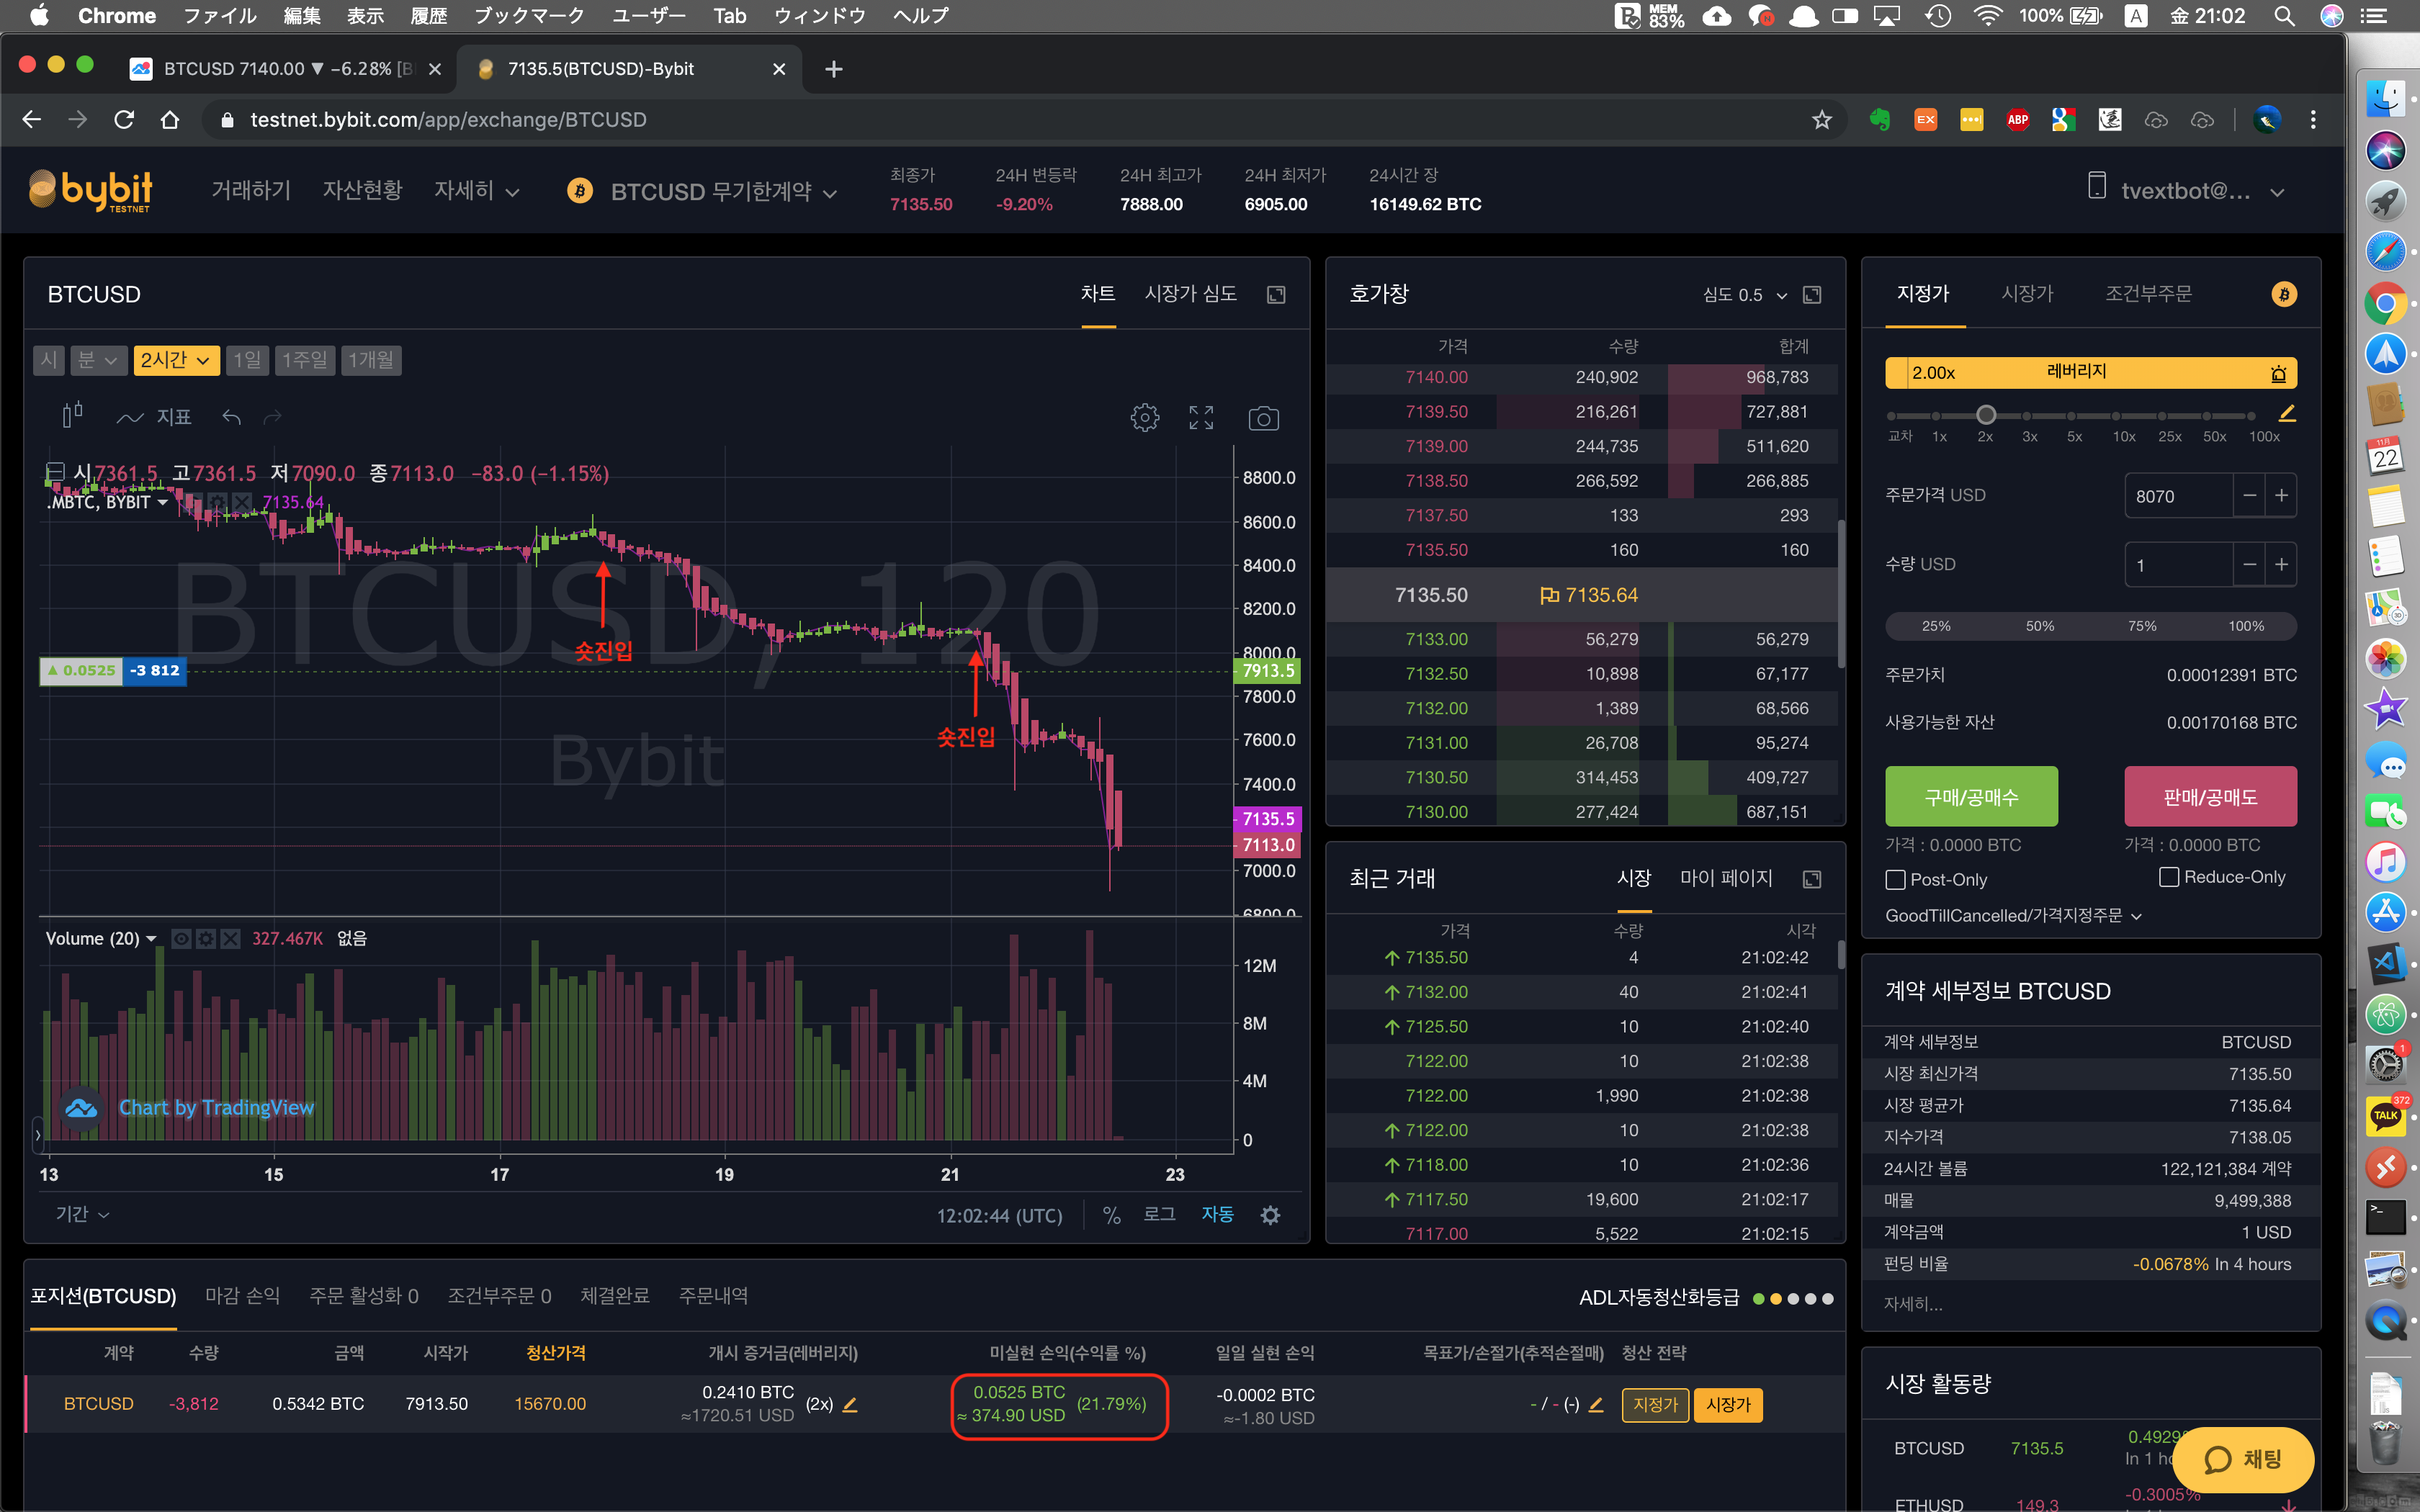 Chrome ファイル 編集 表示 履歴 ブックマーク ユーザー Tab ウィンドウ ヘルプ MEM 83% 100% A 金 21:02
BTCUSD 7140.00 ▼ −6.28% [B
7135.5(BTCUSD)-Bybit
testnet.bybit.com/app/exchange/BTCUSD
EX
ABP
bybit
TESTNET
거래하기 자산현황 자세히
BTCUSD 무기한계약
최종가 24H 변등락 24H 최고가 24H 최저가 24시간 장
7135.50 -9.20% 7888.00 6905.00 16149.62 BTC
tvextbot@...
BTCUSD
차트 시장가 심도
시 분 2시간 1일 1주일 1개월
지표
시7361.5 고7361.5 저7090.0 종7113.0 −83.0 (−1.15%)
.MBTC, BYBIT 7135.64
BTCUSD, 120
Bybit
숏진입
숏진입
▲ 0.0525 -3 812
8800.0
8600.0
8400.0
8200.0
8000.0
7913.5
7800.0
7600.0
7400.0
7135.5
7113.0
7000.0
6800.0
Volume (20) 327.467K 없음
12M
8M
4M
0
Chart by TradingView
13 15 17 19 21 23
기간 12:02:44 (UTC) % 로그 자동
호가창 심도 0.5
가격 수량 합계
7140.00 240,902 968,783
7139.50 216,261 727,881
7139.00 244,735 511,620
7138.50 266,592 266,885
7137.50 133 293
7135.50 160 160
7135.50 7135.64
7133.00 56,279 56,279
7132.50 10,898 67,177
7132.00 1,389 68,566
7131.00 26,708 95,274
7130.50 314,453 409,727
7130.00 277,424 687,151
최근 거래 시장 마이 페이지
가격 수량 시각
↑ 7135.50 4 21:02:42
↑ 7132.00 40 21:02:41
↑ 7125.50 10 21:02:40
7122.00 10 21:02:38
7122.00 1,990 21:02:38
↑ 7122.00 10 21:02:38
↑ 7118.00 10 21:02:36
↑ 7117.50 19,600 21:02:17
7117.00 5,522 21:02:15
지정가 시장가 조건부주문
2.00x 레버리지
교차 1x 2x 3x 5x 10x 25x 50x 100x
주문가격 USD 8070 − +
수량 USD 1 − +
25% 50% 75% 100%
주문가치 0.00012391 BTC
사용가능한 자산 0.00170168 BTC
구매/공매수 판매/공매도
가격 : 0.0000 BTC 가격 : 0.0000 BTC
Post-Only Reduce-Only
GoodTillCancelled/가격지정주문
계약 세부정보 BTCUSD
계약 세부정보 BTCUSD
시장 최신가격 7135.50
시장 평균가 7135.64
지수가격 7138.05
24시간 볼륨 122,121,384 계약
매물 9,499,388
계약금액 1 USD
펀딩 비율 -0.0678% In 4 hours
자세히...
시장 활동량
BTCUSD 7135.5 0.4929%
In 1
ETHUSD 149.3 -0.3005%
채팅
포지션(BTCUSD) 마감 손익 주문 활성화 0 조건부주문 0 체결완료 주문내역 ADL자동청산화등급
계약 수량 금액 시작가 청산가격 개시 증거금(레버리지) 미실현 손익(수익률 %) 일일 실현 손익 목표가/손절가(추적손절매) 청산 전략
BTCUSD -3,812 0.5342 BTC 7913.50 15670.00 0.2410 BTC (2x) 0.0525 BTC (21.79%) -0.0002 BTC - / - (-) 지정가 시장가
≈1720.51 USD ≈ 374.90 USD ≈-1.80 USD
11月
22
1
TALK
372